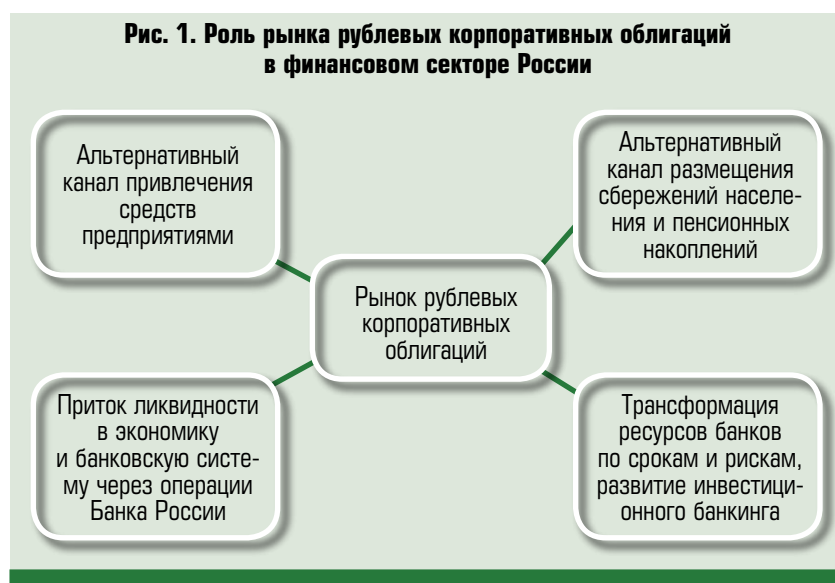 Рис. 1. Роль рынка рублевых корпоративных облигаций
в финансовом секторе России
Альтернативный
канал привлечения
средств
предприятиями
Альтернативный
канал размещения
сбережений населе-
ния и пенсионных
накоплений
Рынок рублевых
корпоративных
облигаций
Приток ликвидности
в экономику
и банковскую систе-
му через операции
Банка России
Трансформация
ресурсов банков
по срокам и рискам,
развитие инвестици-
онного банкинга